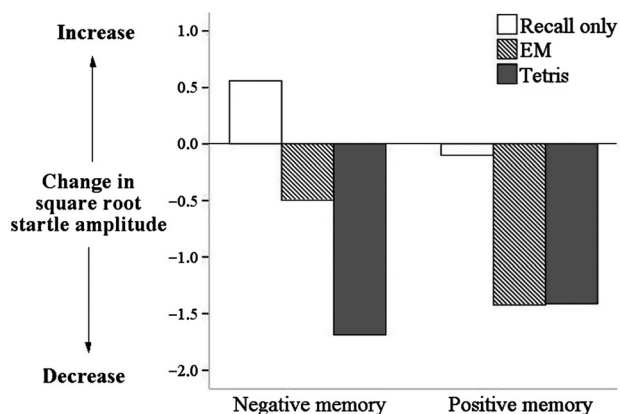 Increase
Change in
square root
startle amplitude
Decrease
1.0
0.5
0.0
−0.5
−1.0
−1.5
−2.0
Recall only
EM
Tetris
Negative memory
Positive memory